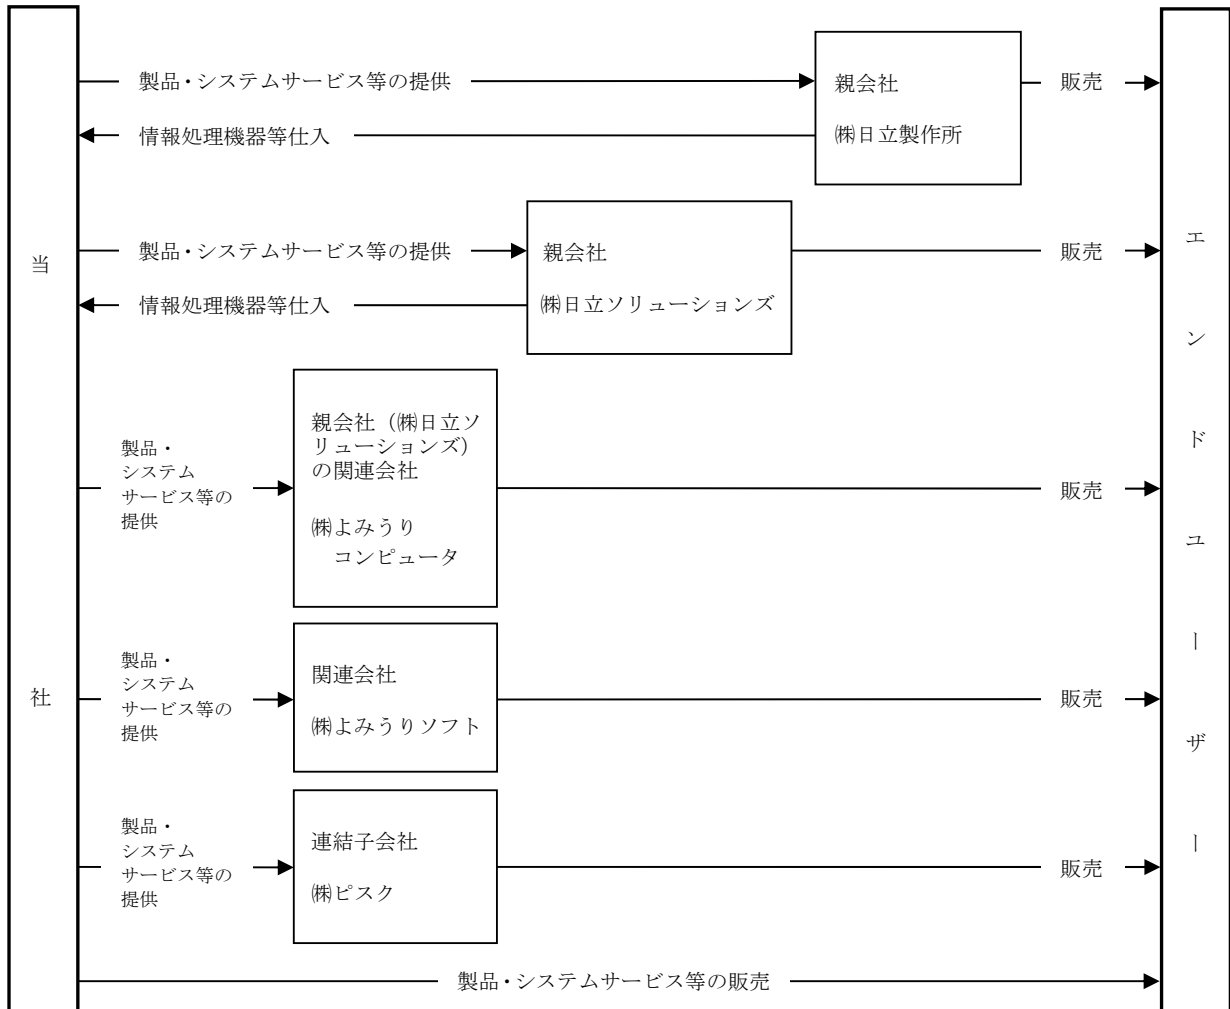 当社
製品・システムサービス等の提供
情報処理機器等仕入
親会社
㈱日立製作所
販売
製品・システムサービス等の提供
情報処理機器等仕入
親会社
㈱日立ソリューションズ
販売
製品・
システム
サービス等の
提供
親会社（㈱日立ソ
リューションズ）
の関連会社
㈱よみうり
コンピュータ
販売
製品・
システム
サービス等の
提供
関連会社
㈱よみうりソフト
販売
製品・
システム
サービス等の
提供
連結子会社
㈱ピスク
販売
製品・システムサービス等の販売
エンドユーザー